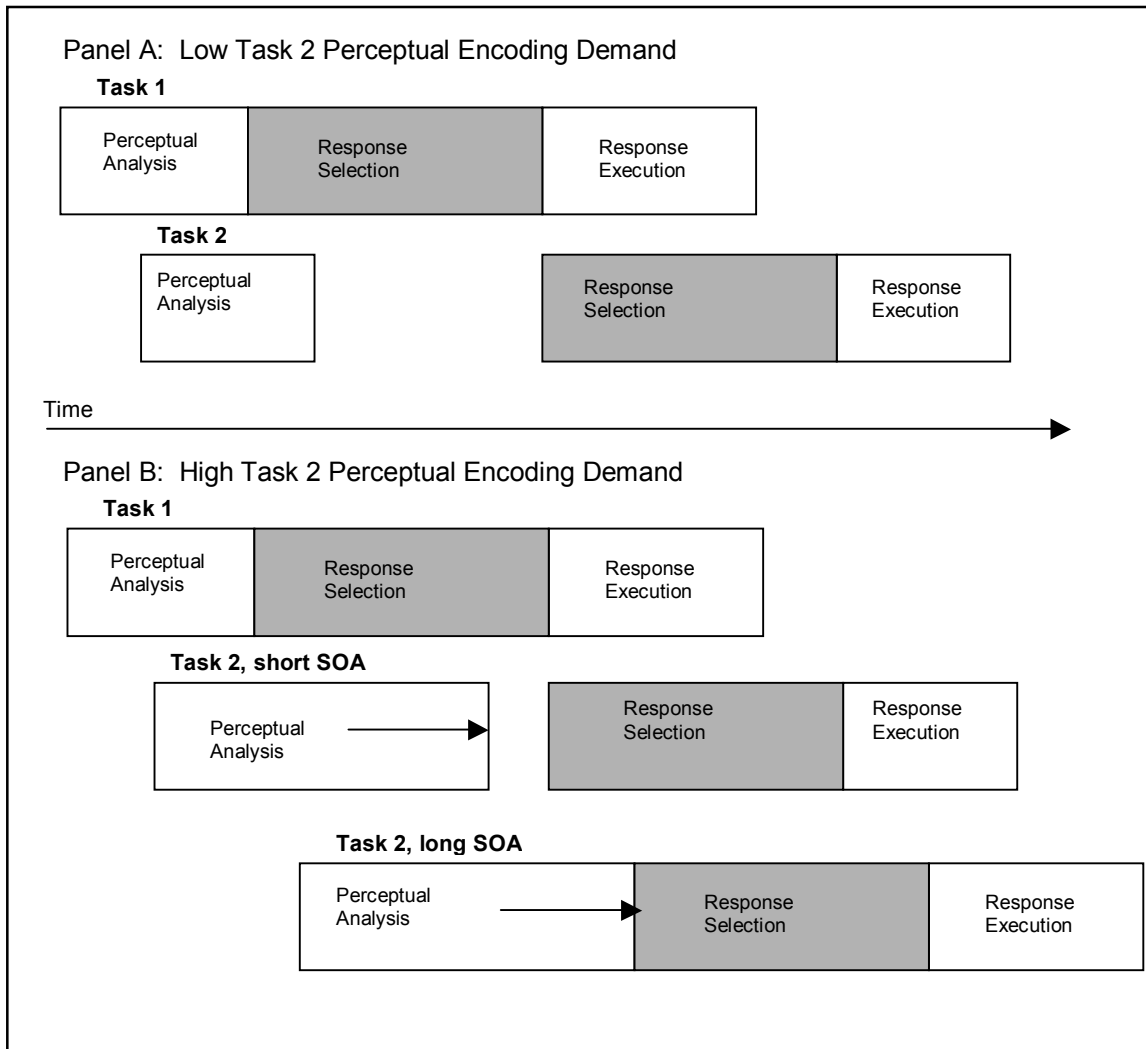 Panel A:  Low Task 2 Perceptual Encoding Demand
Task 1
Perceptual
Analysis
Response
Selection
Response
Execution
Task 2
Perceptual
Analysis
Response
Selection
Response
Execution
Time
Panel B:  High Task 2 Perceptual Encoding Demand
Task 1
Perceptual
Analysis
Response
Selection
Response
Execution
Task 2, short SOA
Perceptual
Analysis
Response
Selection
Response
Execution
Task 2, long SOA
Perceptual
Analysis
Response
Selection
Response
Execution